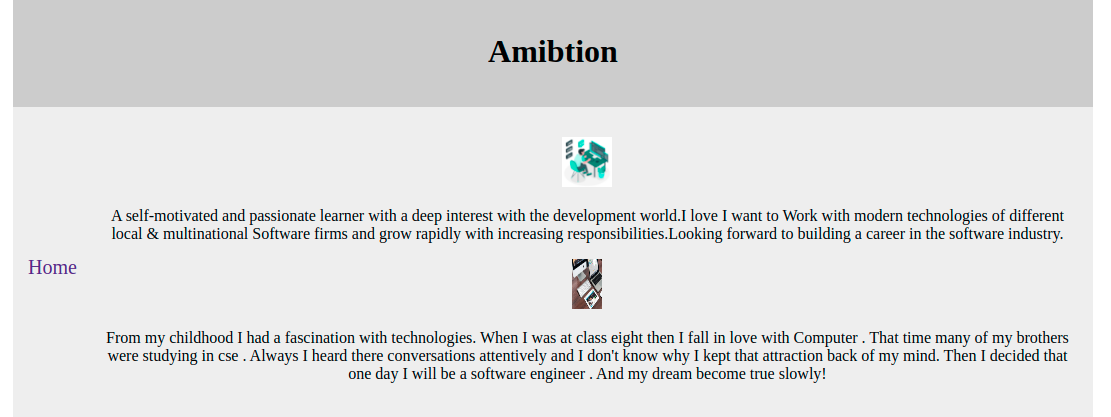 Amibtion
A self-motivated and passionate learner with a deep interest with the development world.I love I want to Work with modern technologies of different
local & multinational Software firms and grow rapidly with increasing responsibilities.Looking forward to building a career in the software industry.
Home
From my childhood I had a fascination with technologies. When I was at class eight then I fall in love with Computer . That time many of my brothers
were studying in cse . Always I heard there conversations attentively and I don't know why I kept that attraction back of my mind. Then I decided that
one day I will be a software engineer . And my dream become true slowly!